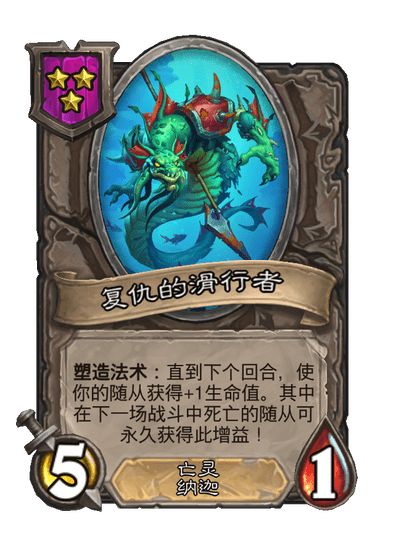 复仇的滑行者
塑造法术：直到下个回合，使
你的随从获得+1生命值。其中
在下一场战斗中死亡的随从可
永久获得此增益！
5
亡灵
纳迦
1